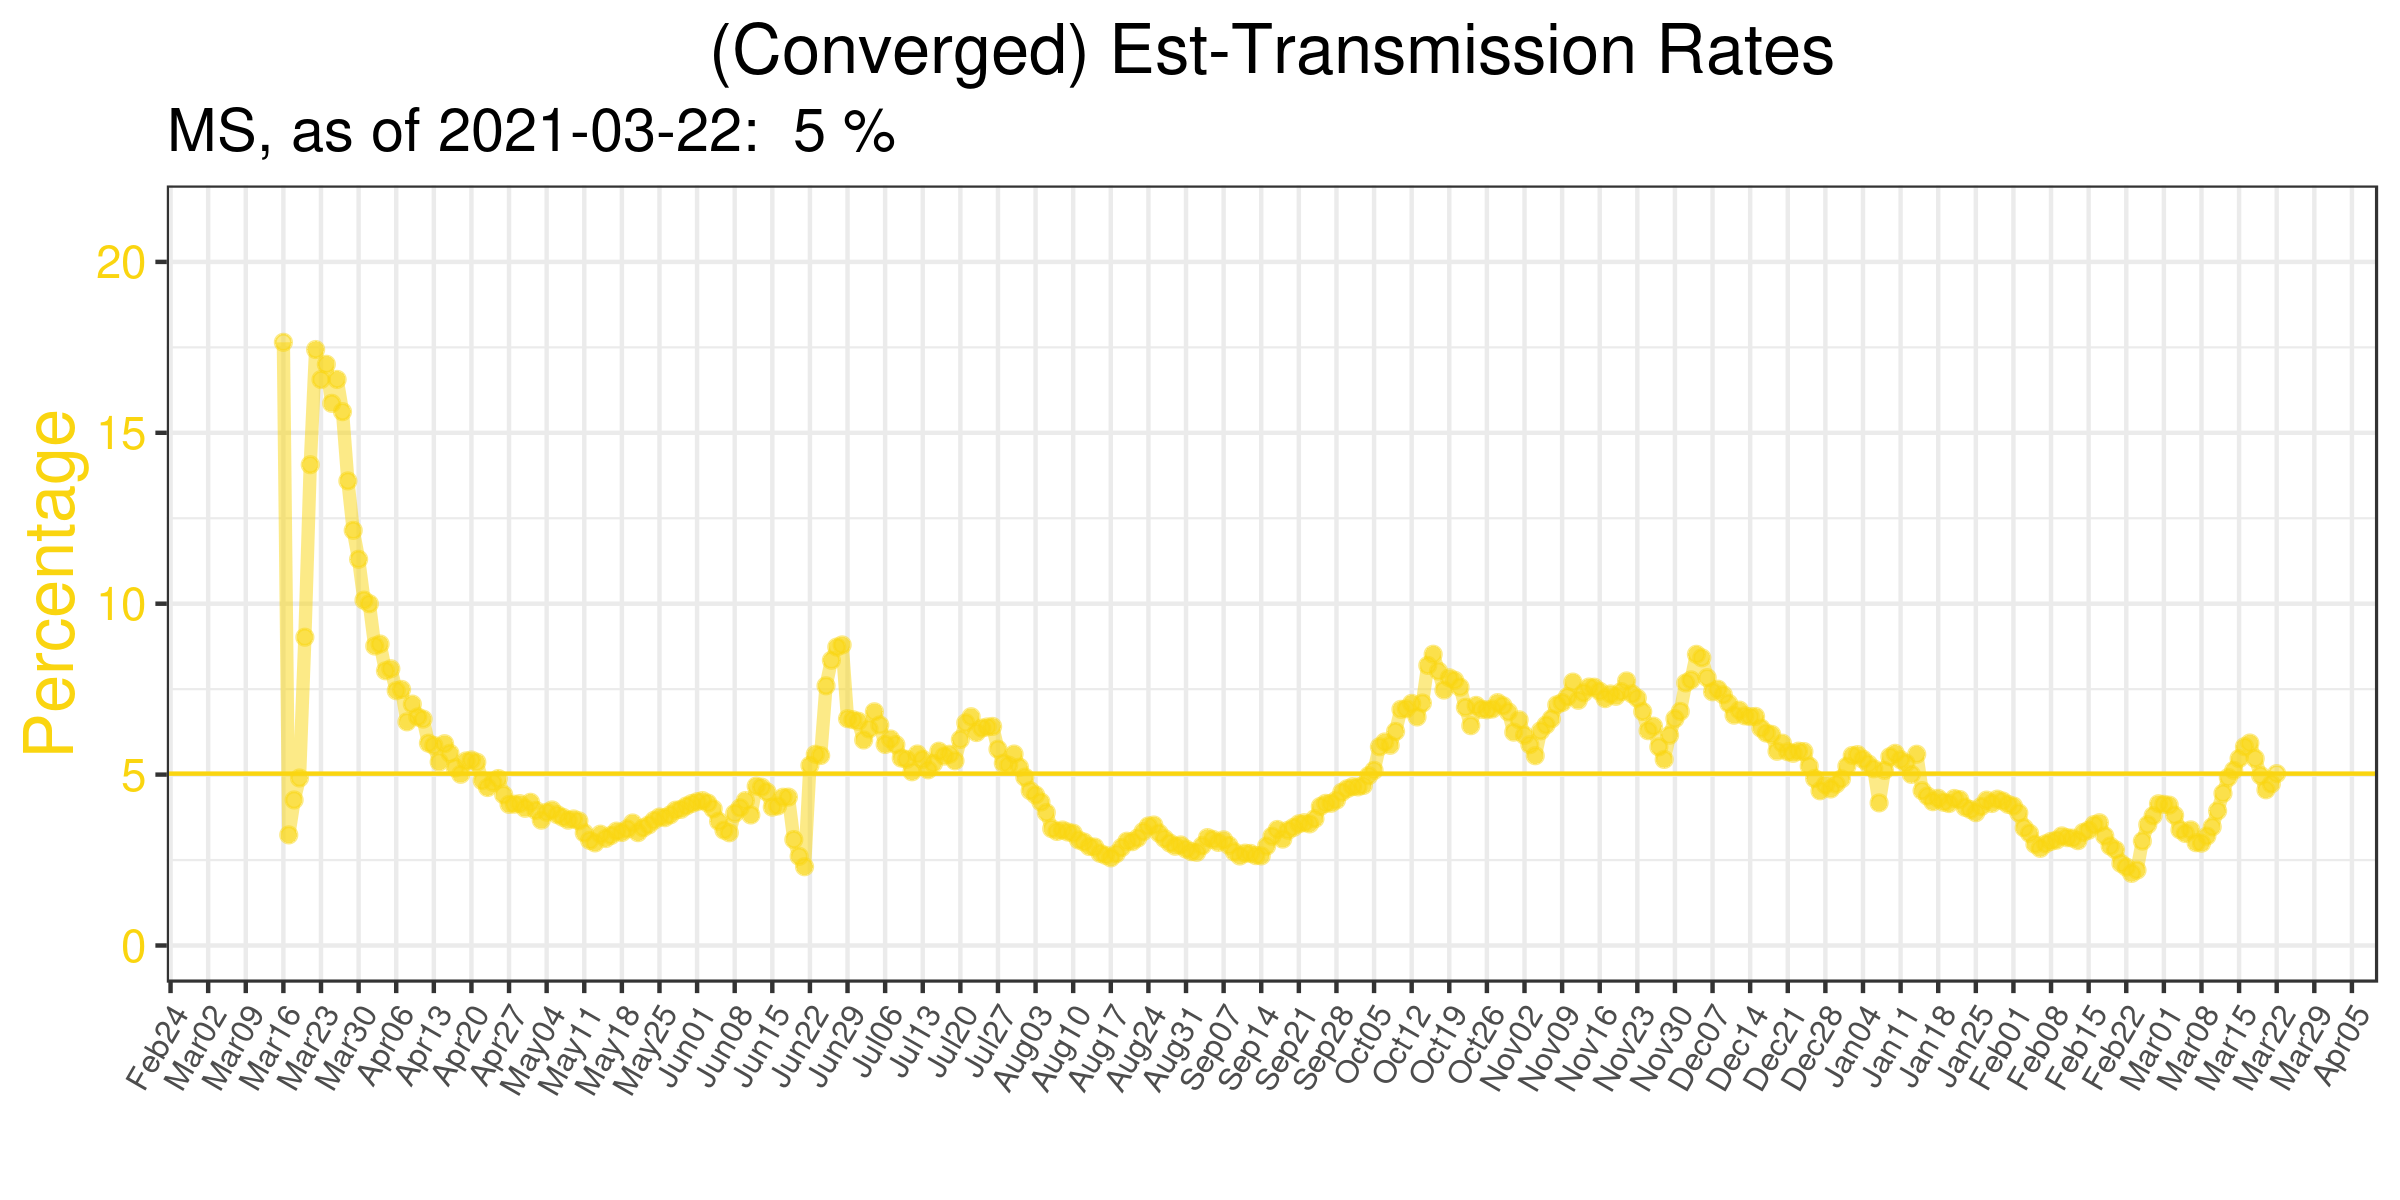 (Converged) Est-Transmission Rates
MS, as of 2021-03-22:  5 %
Percentage
20
15
10
5
0
Feb24
Mar02
Mar09
Mar16
Mar23
Mar30
Apr06
Apr13
Apr20
Apr27
May04
May11
May18
May25
Jun01
Jun08
Jun15
Jun22
Jun29
Jul06
Jul13
Jul20
Jul27
Aug03
Aug10
Aug17
Aug24
Aug31
Sep07
Sep14
Sep21
Sep28
Oct05
Oct12
Oct19
Oct26
Nov02
Nov09
Nov16
Nov23
Nov30
Dec07
Dec14
Dec21
Dec28
Jan04
Jan11
Jan18
Jan25
Feb01
Feb08
Feb15
Feb22
Mar01
Mar08
Mar15
Mar22
Mar29
Apr05